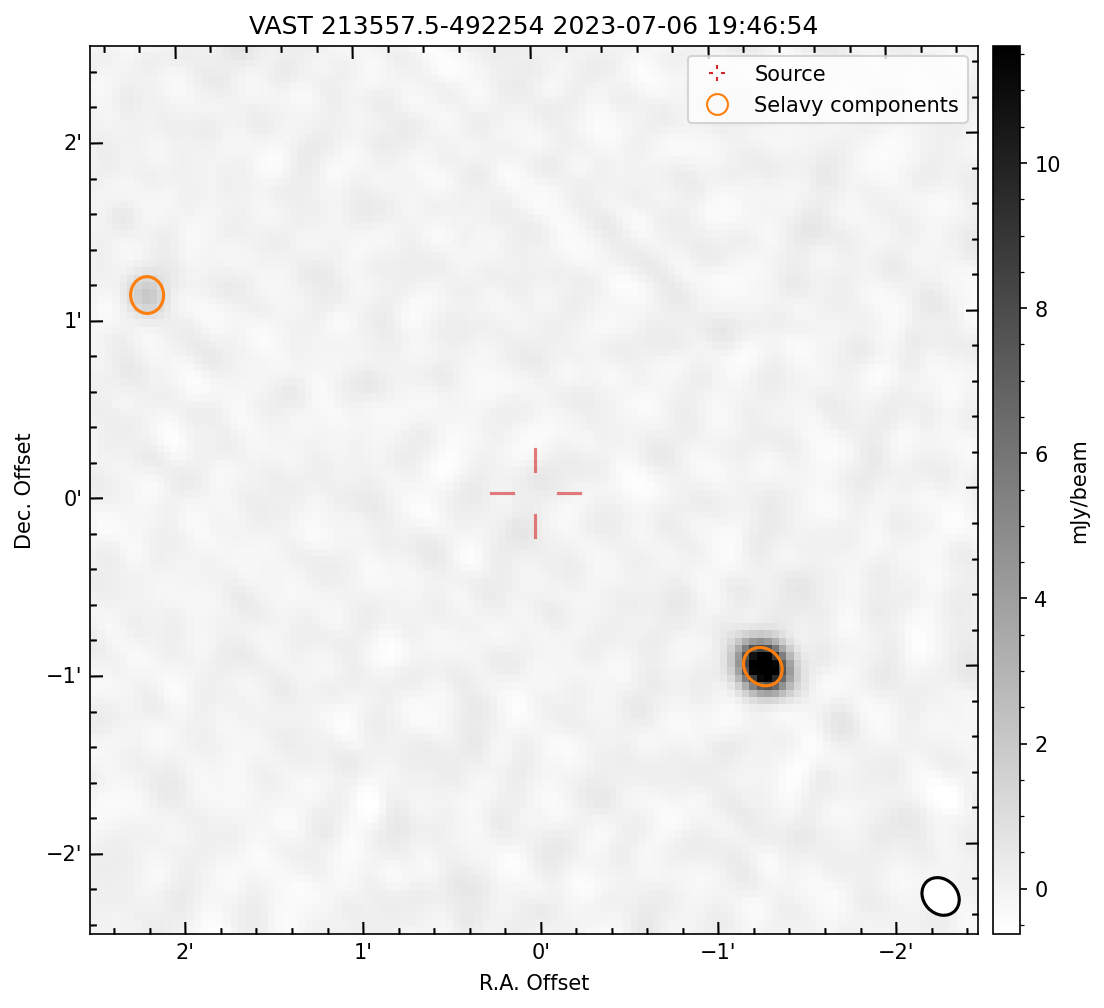 VAST 213557.5-492254 2023-07-06 19:46:54
Source
Selavy components
2'
1'
0'
−1'
−2'
Dec. Offset
2'
1'
0'
−1'
−2'
R.A. Offset
10
8
6
4
2
0
mJy/beam